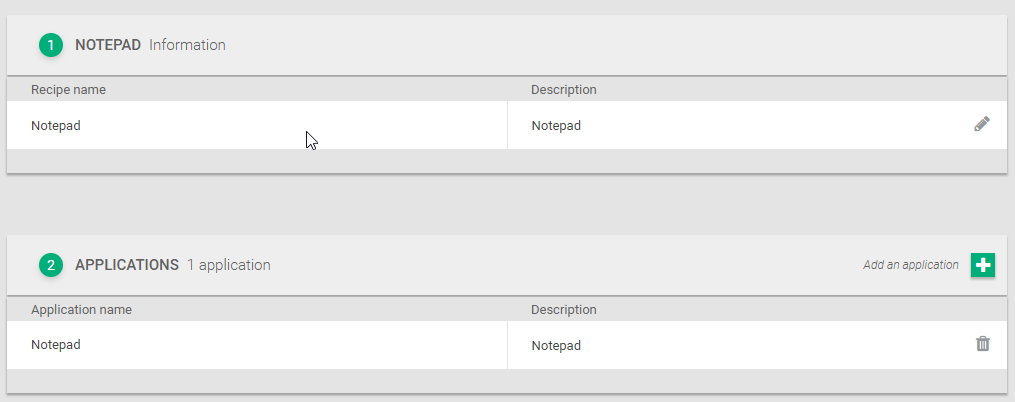 1 NOTEPAD Information
Recipe name Description
Notepad Notepad
2 APPLICATIONS 1 application Add an application
Application name Description
Notepad Notepad